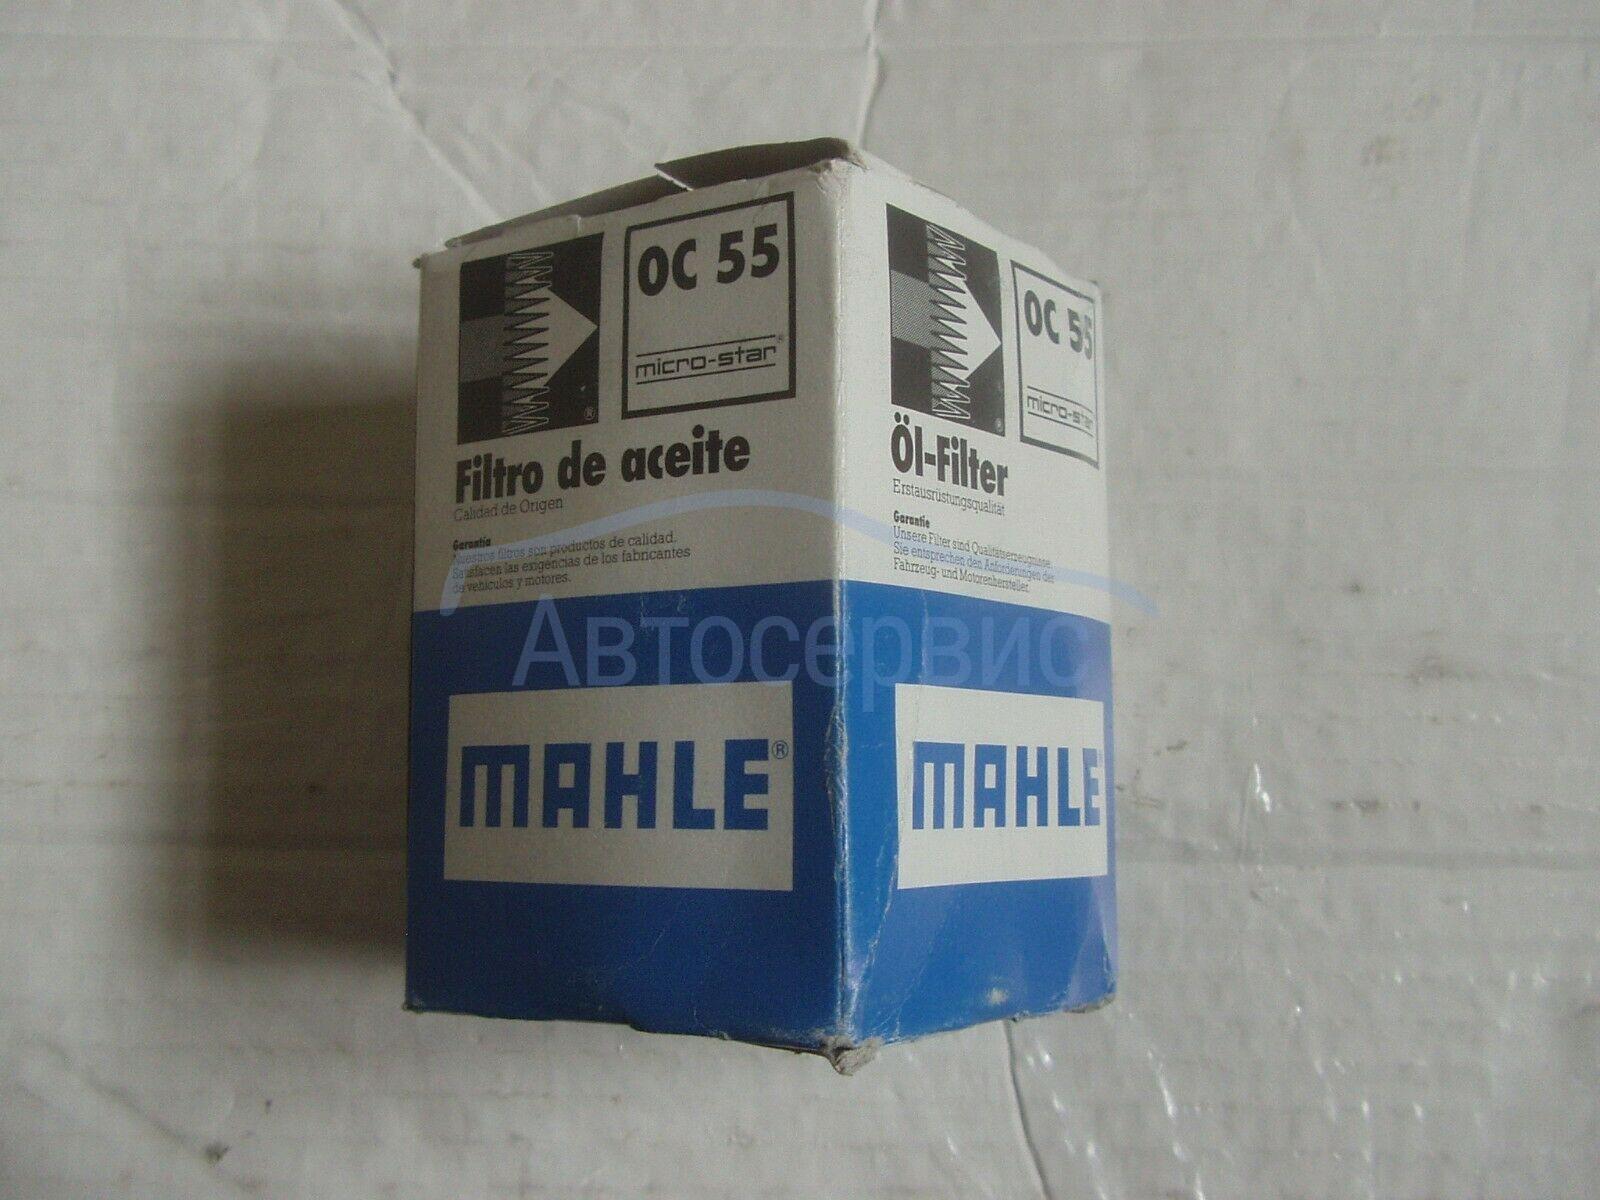 OC 55
micro-star®
®
Filtro de aceite
Calidad de Origen
Garantía
Nuestros filtros son productos de calidad.
Satisfacen las exigencias de los fabricantes
de vehículos y motores.
MAHLE®
OC 55
micro-star
®
Öl-Filter
Erstausrüstungsqualität
Garantie
Unsere Filter sind Qualitätserzeugnisse.
Sie entsprechen den Anforderungen der
Fahrzeug- und Motorenhersteller.
MAHLE
Автосервис